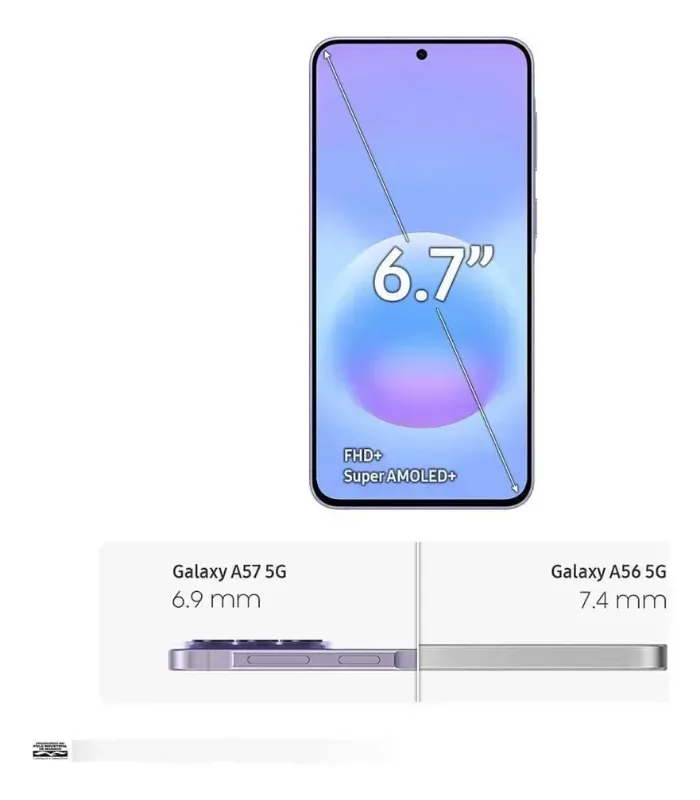 6.7”
FHD+
Super AMOLED+
Galaxy A57 5G
6.9 mm
Galaxy A56 5G
7.4 mm